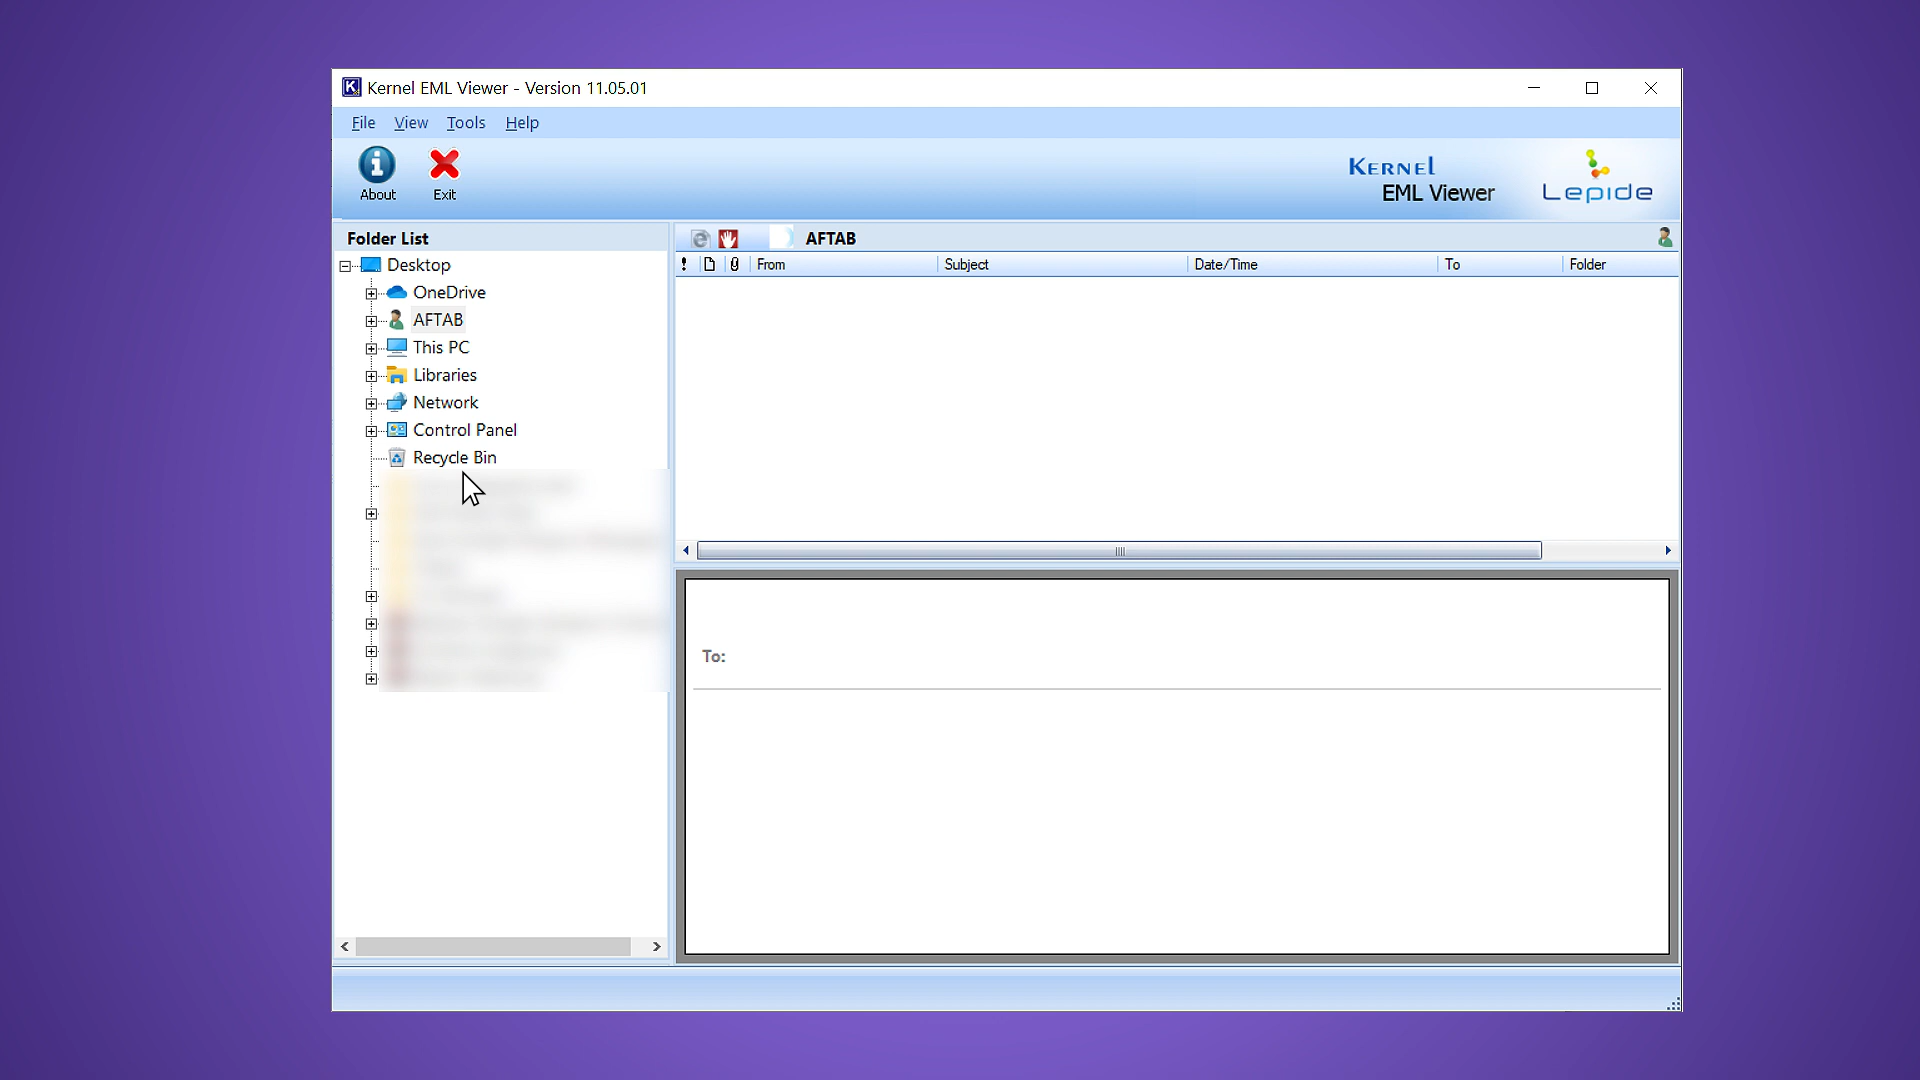 Kernel EML Viewer - Version 11.05.01
File View Tools Help
About Exit
KERNEL
EML Viewer
Lepide
Folder List
AFTAB
! From Subject Date/Time To Folder
Desktop
OneDrive
AFTAB
This PC
Libraries
Network
Control Panel
Recycle Bin
To: